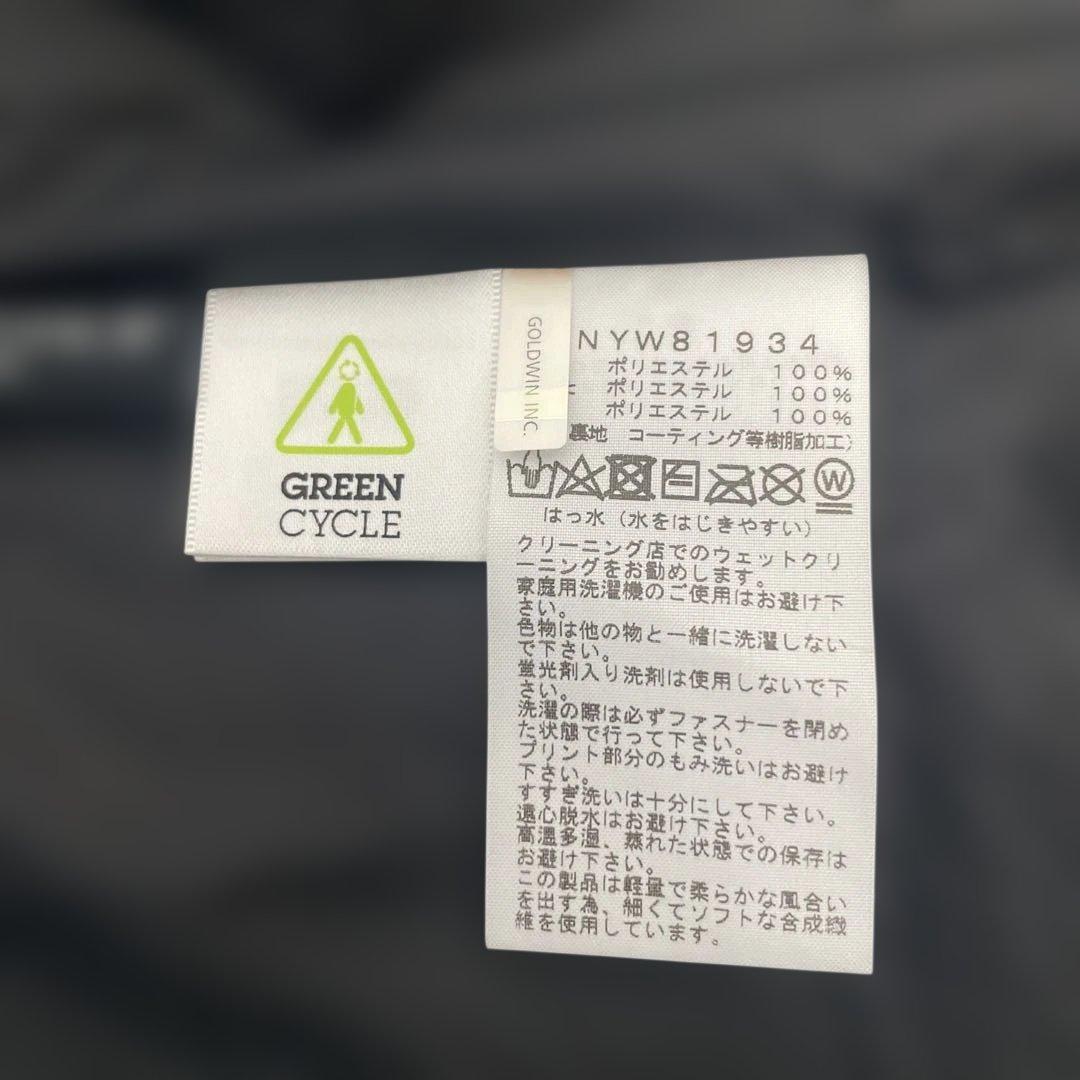 GREEN
CYCLE
GOLDWIN INC.
NYW81934
ポリエステル 100%
ポリエステル 100%
ポリエステル 100%
裏地 コーティング等樹脂加工)
W
はっ水(水をはじきやすい)
クリーニング店でのウェットクリ
ーニングをお勧めします。
家庭用洗濯機のご使用はお避け下
さい。
色物は他の物と一緒に洗濯しない
で下さい。
蛍光剤入り洗剤は使用しないで下
さい。
洗濯の際は必ずファスナーを閉め
た状態で行って下さい。
プリント部分のもみ洗いはお避け
下さい。
すすぎ洗いは十分にして下さい。
遠心脱水はお避け下さい。
高温多湿、蒸れた状態での保存は
お避け下さい。
この製品は軽量で柔らかな風合い
を出す為、細くてソフトな合成繊
維を使用しています。